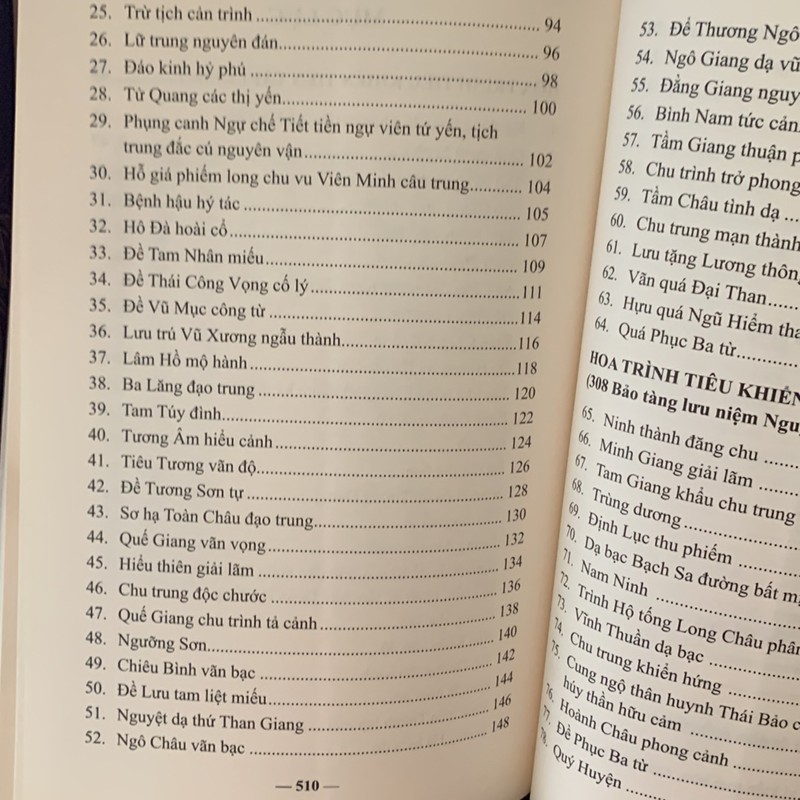 25. Trừ tịch cản trình ........ 94
26. Lữ trung nguyên đán ........ 96
27. Đáo kinh hỷ phú ........ 98
28. Tử Quang các thị yến ........ 100
29. Phụng canh Ngự chế Tiết tiền ngự viên tứ yến, tịch
trung đắc cú nguyên vận ........ 102
30. Hỗ giá phiếm long chu vu Viên Minh câu trung ........ 104
31. Bệnh hậu hý tác ........ 105
32. Hô Đà hoài cổ ........ 107
33. Đề Tam Nhân miếu ........ 109
34. Đề Thái Công Vọng cố lý ........ 111
35. Đề Vũ Mục công từ ........ 114
36. Lưu trú Vũ Xương ngẫu thành ........ 116
37. Lâm Hồ mộ hành ........ 118
38. Ba Lăng đạo trung ........ 120
39. Tam Túy đình ........ 122
40. Tương Âm hiểu cảnh ........ 124
41. Tiêu Tương vãn độ ........ 126
42. Đề Tương Sơn tự ........ 128
43. Sơ hạ Toàn Châu đạo trung ........ 130
44. Quế Giang vãn vọng ........ 132
45. Hiểu thiên giải lãm ........ 134
46. Chu trung độc chước ........ 136
47. Quế Giang chu trình tả cảnh ........ 138
48. Ngưỡng Sơn ........ 140
49. Chiêu Bình vãn bạc ........ 142
50. Đề Lưu tam liệt miếu ........ 144
51. Nguyệt dạ thứ Than Giang ........ 146
52. Ngô Châu vãn bạc ........ 148
— 510 —
53. Đề Thương Ngô
54. Ngô Giang dạ vũ
55. Đằng Giang nguy
56. Bình Nam tức cản
57. Tầm Giang thuận p
58. Chu trình trở phong
59. Tầm Châu tình dạ ...
60. Chu trung mạn thành
61. Lưu tặng Lương thông
62. Vãn quá Đại Than ......
63. Hựu quá Ngũ Hiểm tha
64. Quá Phục Ba từ ........
HOA TRÌNH TIÊU KHIỂN
(308 Bảo tàng lưu niệm Nguy
65. Ninh thành đăng chu ......
66. Minh Giang giải lãm ......
67. Tam Giang khẩu chu trung
68. Trùng dương ........
69. Định Lục thu phiếm ........
70. Dạ bạc Bạch Sa đường bất m
71. Nam Ninh ........
72. Trình Hộ tống Long Châu phân
73. Vĩnh Thuần dạ bạc ........
74. Chu trung khiển hứng ........
75. Cung ngộ thân huynh Thái Bảo c
húy thần hữu cảm ........
76. Hoành Châu phong cảnh ........
77. Đề Phục Ba từ ........
78. Quý Huyện ........